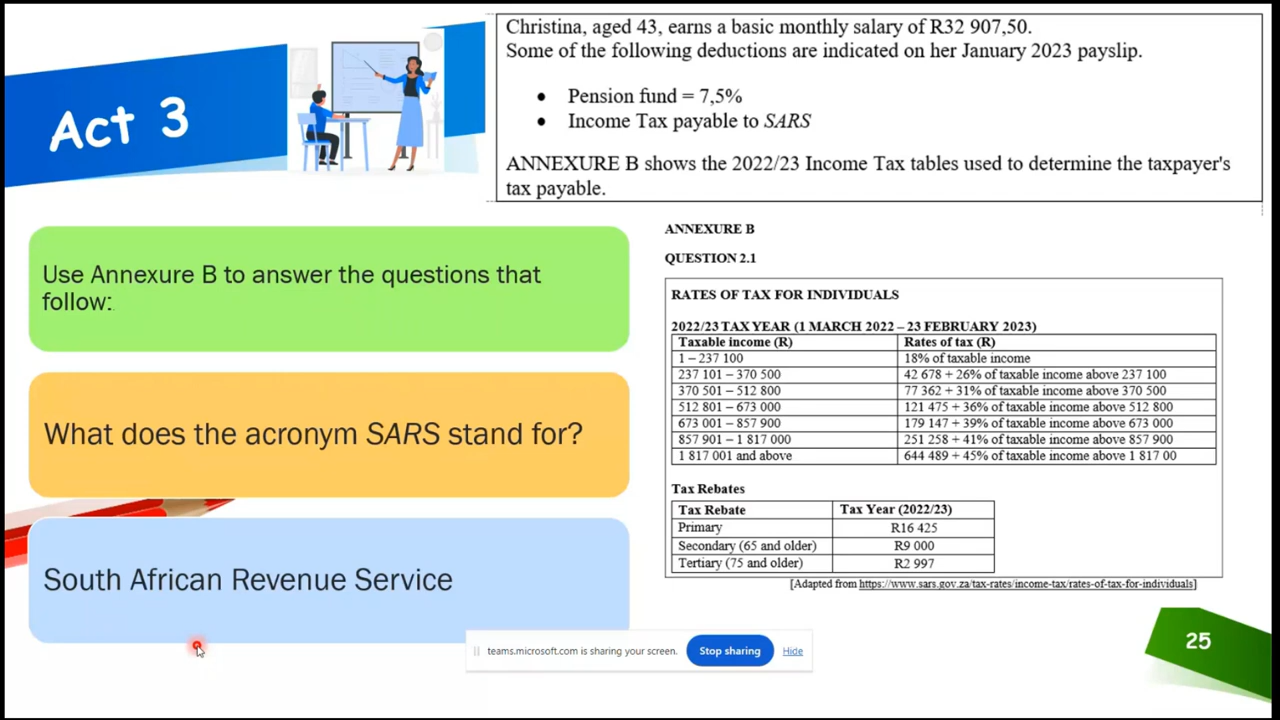 Act 3
Christina, aged 43, earns a basic monthly salary of R32 907,50.
Some of the following deductions are indicated on her January 2023 payslip.
• Pension fund = 7,5%
• Income Tax payable to SARS
ANNEXURE B shows the 2022/23 Income Tax tables used to determine the taxpayer's
tax payable.
Use Annexure B to answer the questions that
follow:
What does the acronym SARS stand for?
South African Revenue Service
ANNEXURE B
QUESTION 2.1
RATES OF TAX FOR INDIVIDUALS
2022/23 TAX YEAR (1 MARCH 2022 – 23 FEBRUARY 2023)
Taxable income (R) Rates of tax (R)
1 – 237 100 18% of taxable income
237 101 – 370 500 42 678 + 26% of taxable income above 237 100
370 501 – 512 800 77 362 + 31% of taxable income above 370 500
512 801 – 673 000 121 475 + 36% of taxable income above 512 800
673 001 – 857 900 179 147 + 39% of taxable income above 673 000
857 901 – 1 817 000 251 258 + 41% of taxable income above 857 900
1 817 001 and above 644 489 + 45% of taxable income above 1 817 00
Tax Rebates
Tax Rebate Tax Year (2022/23)
Primary R16 425
Secondary (65 and older) R9 000
Tertiary (75 and older) R2 997
[Adapted from https://www.sars.gov.za/tax-rates/income-tax/rates-of-tax-for-individuals]
teams.microsoft.com is sharing your screen. Stop sharing Hide
25